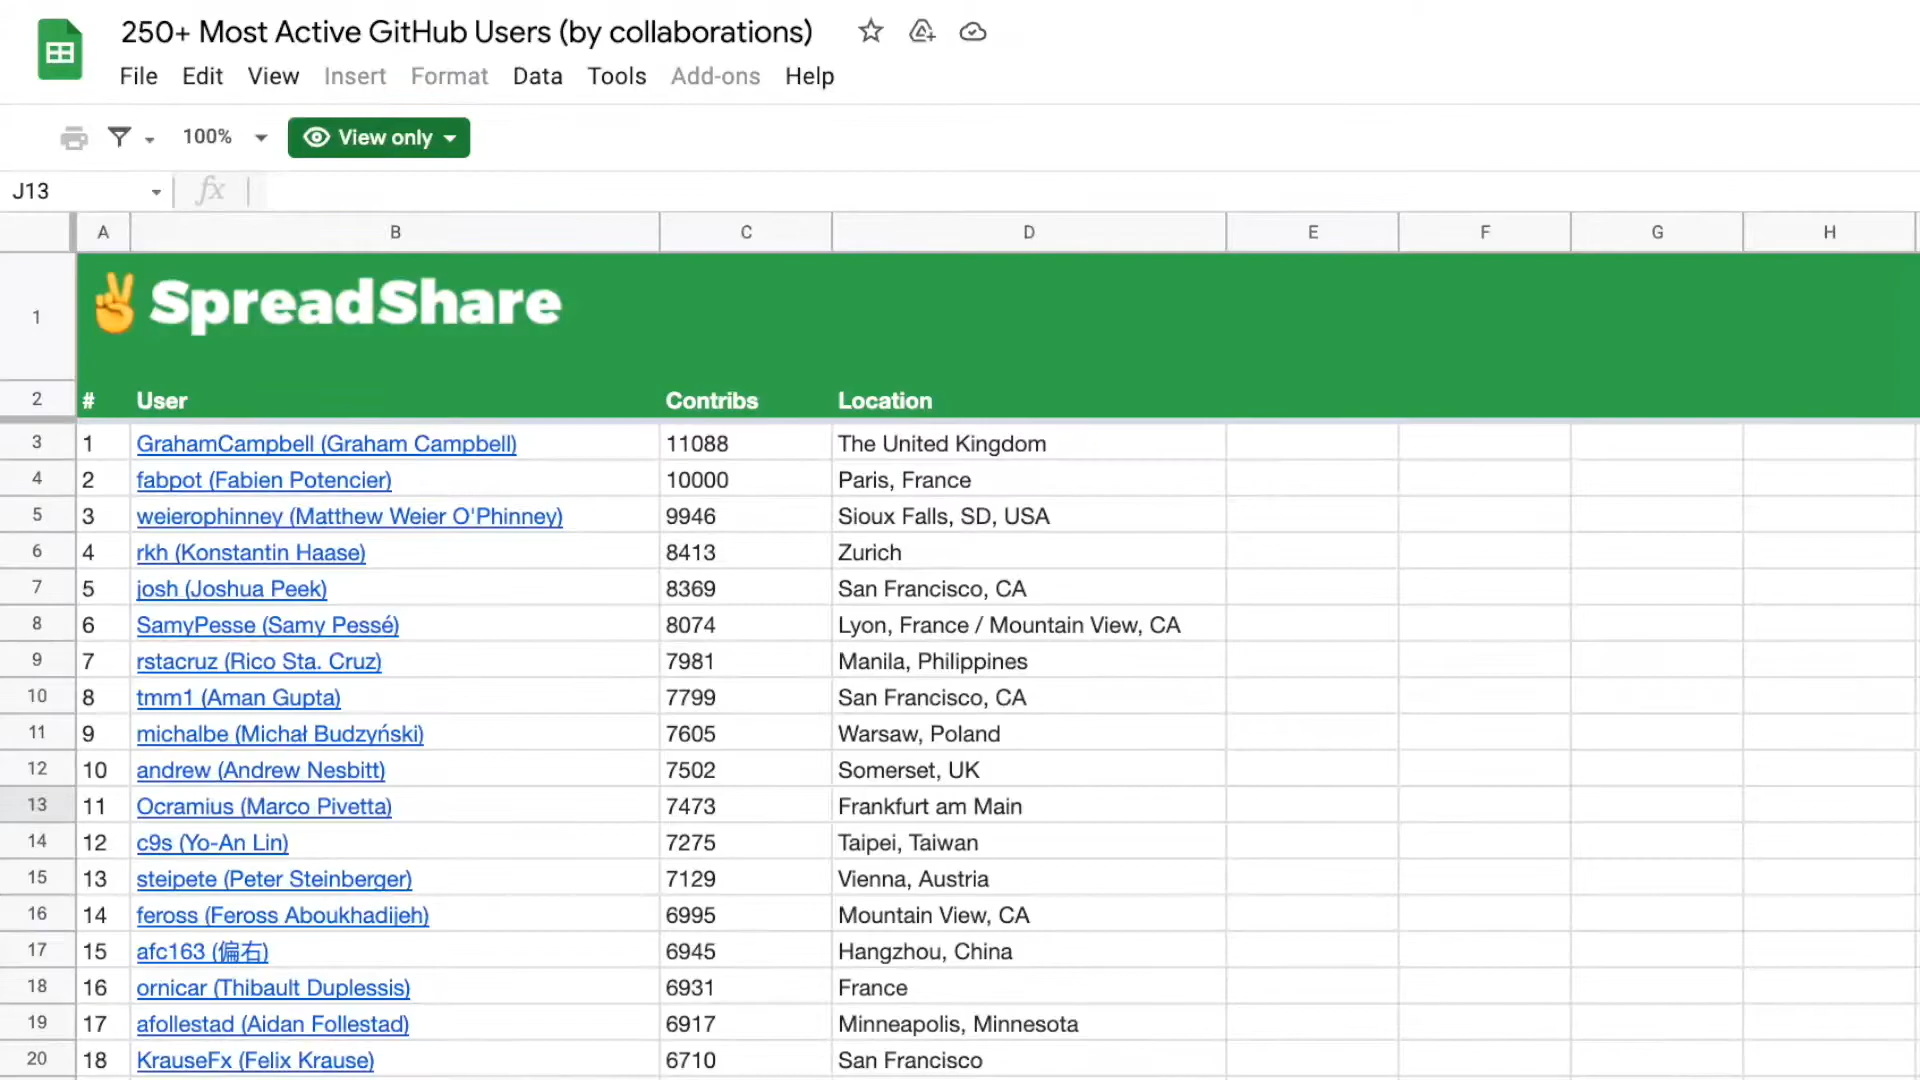 250+ Most Active GitHub Users (by collaborations)
File Edit View Insert Format Data Tools Add-ons Help
100% View only
J13 fx
A B C D E F G H
1 ✌ SpreadShare
2 # User Contribs Location
3 1 GrahamCampbell (Graham Campbell) 11088 The United Kingdom
4 2 fabpot (Fabien Potencier) 10000 Paris, France
5 3 weierophinney (Matthew Weier O'Phinney) 9946 Sioux Falls, SD, USA
6 4 rkh (Konstantin Haase) 8413 Zurich
7 5 josh (Joshua Peek) 8369 San Francisco, CA
8 6 SamyPesse (Samy Pessé) 8074 Lyon, France / Mountain View, CA
9 7 rstacruz (Rico Sta. Cruz) 7981 Manila, Philippines
10 8 tmm1 (Aman Gupta) 7799 San Francisco, CA
11 9 michalbe (Michał Budzyński) 7605 Warsaw, Poland
12 10 andrew (Andrew Nesbitt) 7502 Somerset, UK
13 11 Ocramius (Marco Pivetta) 7473 Frankfurt am Main
14 12 c9s (Yo-An Lin) 7275 Taipei, Taiwan
15 13 steipete (Peter Steinberger) 7129 Vienna, Austria
16 14 feross (Feross Aboukhadijeh) 6995 Mountain View, CA
17 15 afc163 (偏右) 6945 Hangzhou, China
18 16 ornicar (Thibault Duplessis) 6931 France
19 17 afollestad (Aidan Follestad) 6917 Minneapolis, Minnesota
20 18 KrauseFx (Felix Krause) 6710 San Francisco